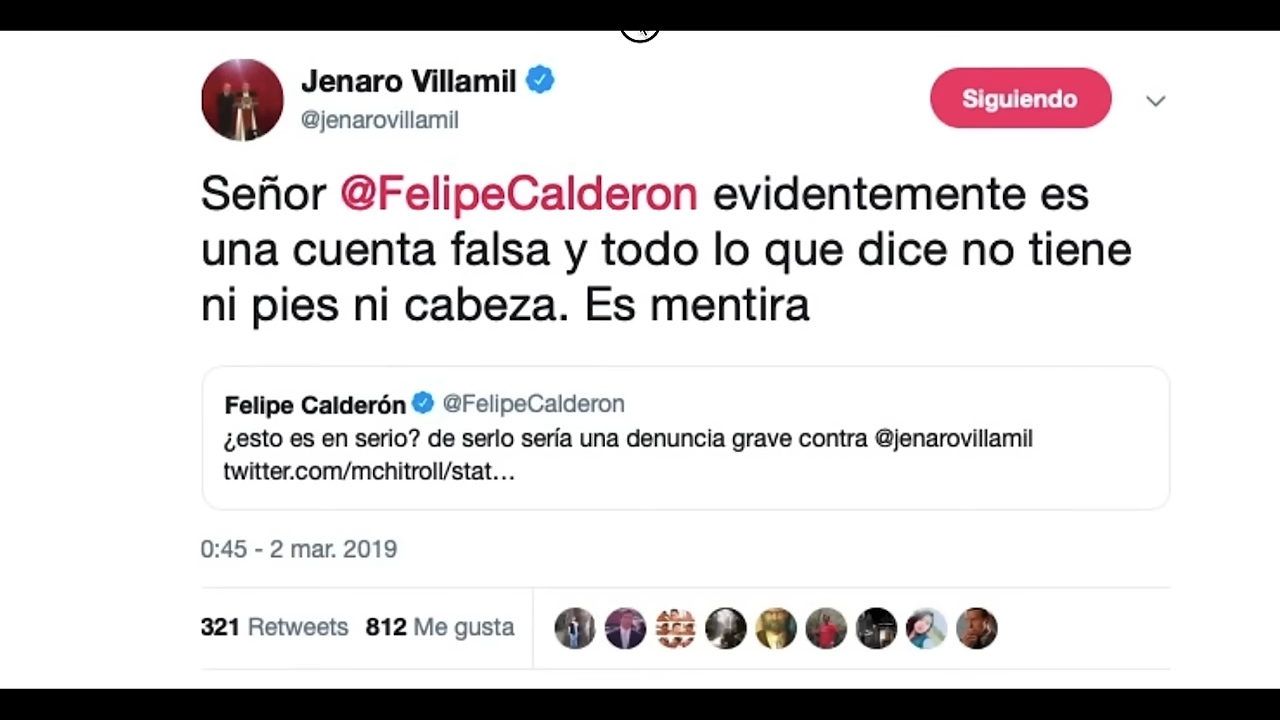 Jenaro Villamil
@jenarovillamil
Siguiendo
Señor @FelipeCalderon evidentemente es
una cuenta falsa y todo lo que dice no tiene
ni pies ni cabeza. Es mentira
Felipe Calderón @FelipeCalderon
¿esto es en serio? de serlo sería una denuncia grave contra @jenarovillamil
twitter.com/mchitroll/stat...
0:45 - 2 mar. 2019
321 Retweets 812 Me gusta